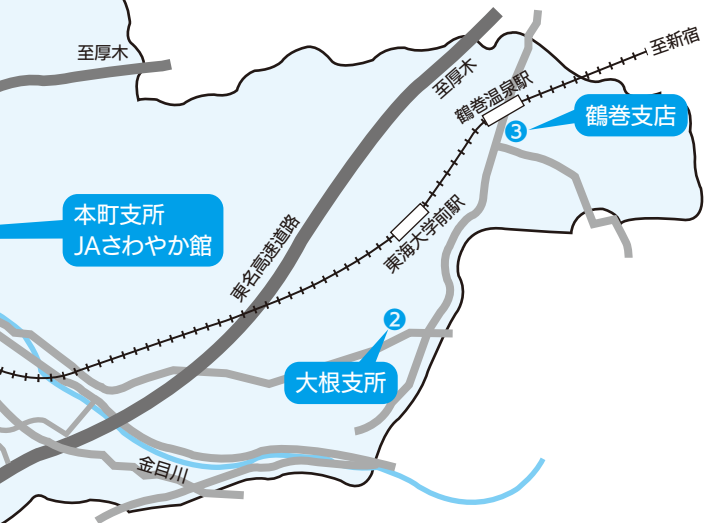 至厚木
至新宿
至厚木
鶴巻温泉駅
❸
鶴巻支店
本町支所
JAさわやか館
東海大学前駅
東名高速道路
❷
大根支所
金目川